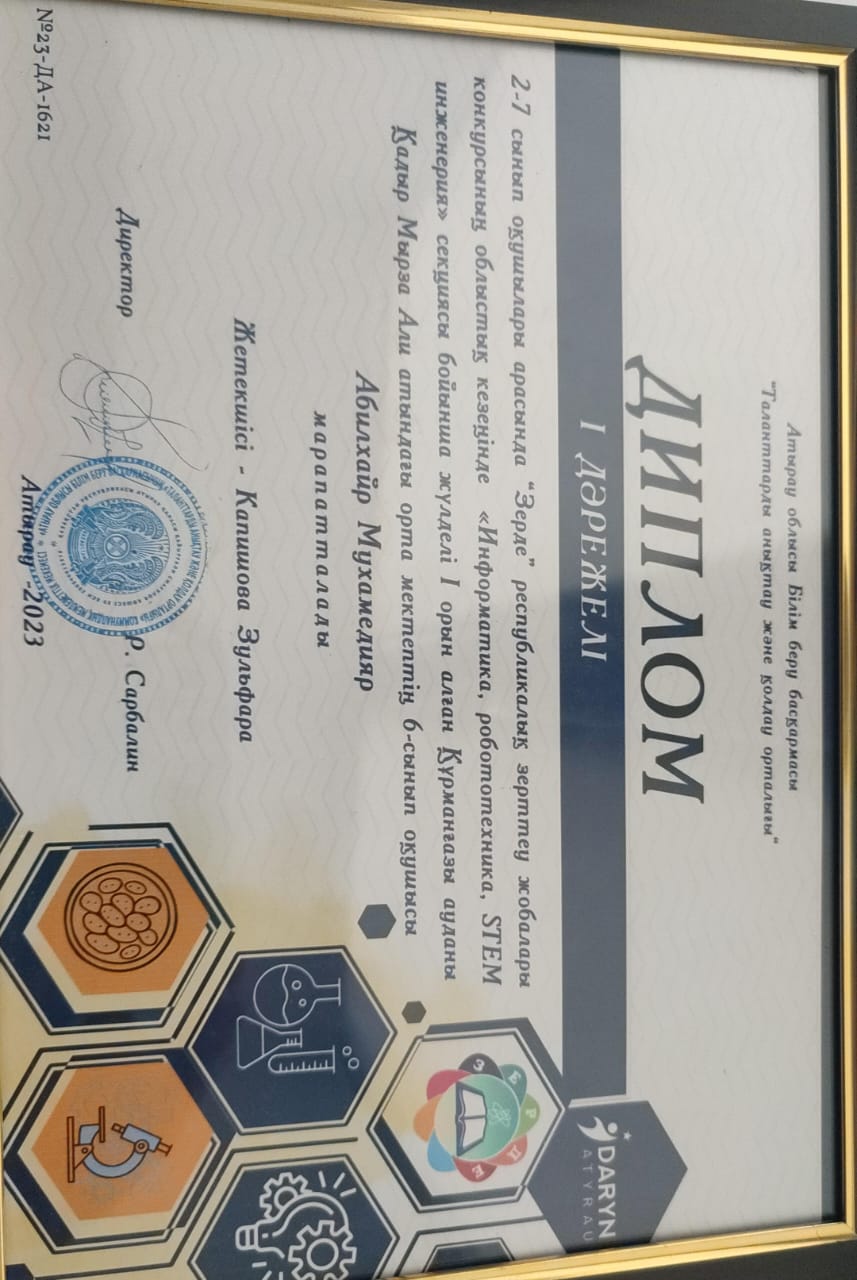 Атырау облысы Білім беру басқармасы
"Таланттарды анықтау және қолдау орталығы"
ДИПЛОМ
І ДӘРЕЖЕЛІ
DARYN
ATYRAU
ЗЕРДЕ
2-7 сынып оқушылары арасында "Зерде" республикалық зерттеу жобалары
конкурсының облыстық кезеңінде «Информатика, робототехника, STEM
инженерия» секциясы бойынша жүлделі І орын алған Құрманғазы ауданы
Қадыр Мырза Али атындағы орта мектептің 6-сынып оқушысы
Абилхайр Мухамедияр
марапатталады
Жетекшісі - Капишова Зульфара
Директор Р. Сарбалин
№23-ДА-1621
Атырау -2023